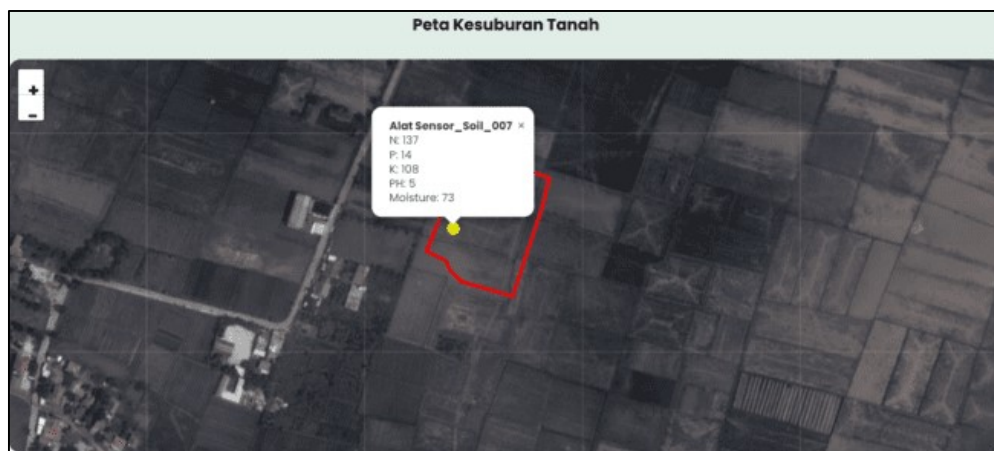 Peta Kesuburan Tanah
+
-
Alat Sensor_Soil_007 ×
N: 137
P: 14
K: 108
PH: 5
Moisture: 73